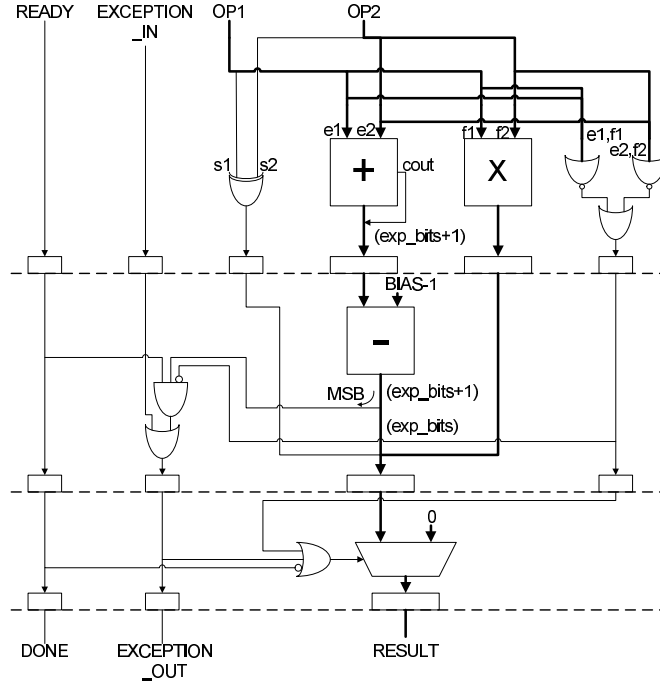 READY EXCEPTION OP1 OP2
_IN
e1 e2 f1 f2 e1,f1
e2,f2
s1 s2 + cout X
(exp_bits+1)
BIAS-1
-
MSB (exp_bits+1)
(exp_bits)
0
DONE EXCEPTION RESULT
_OUT